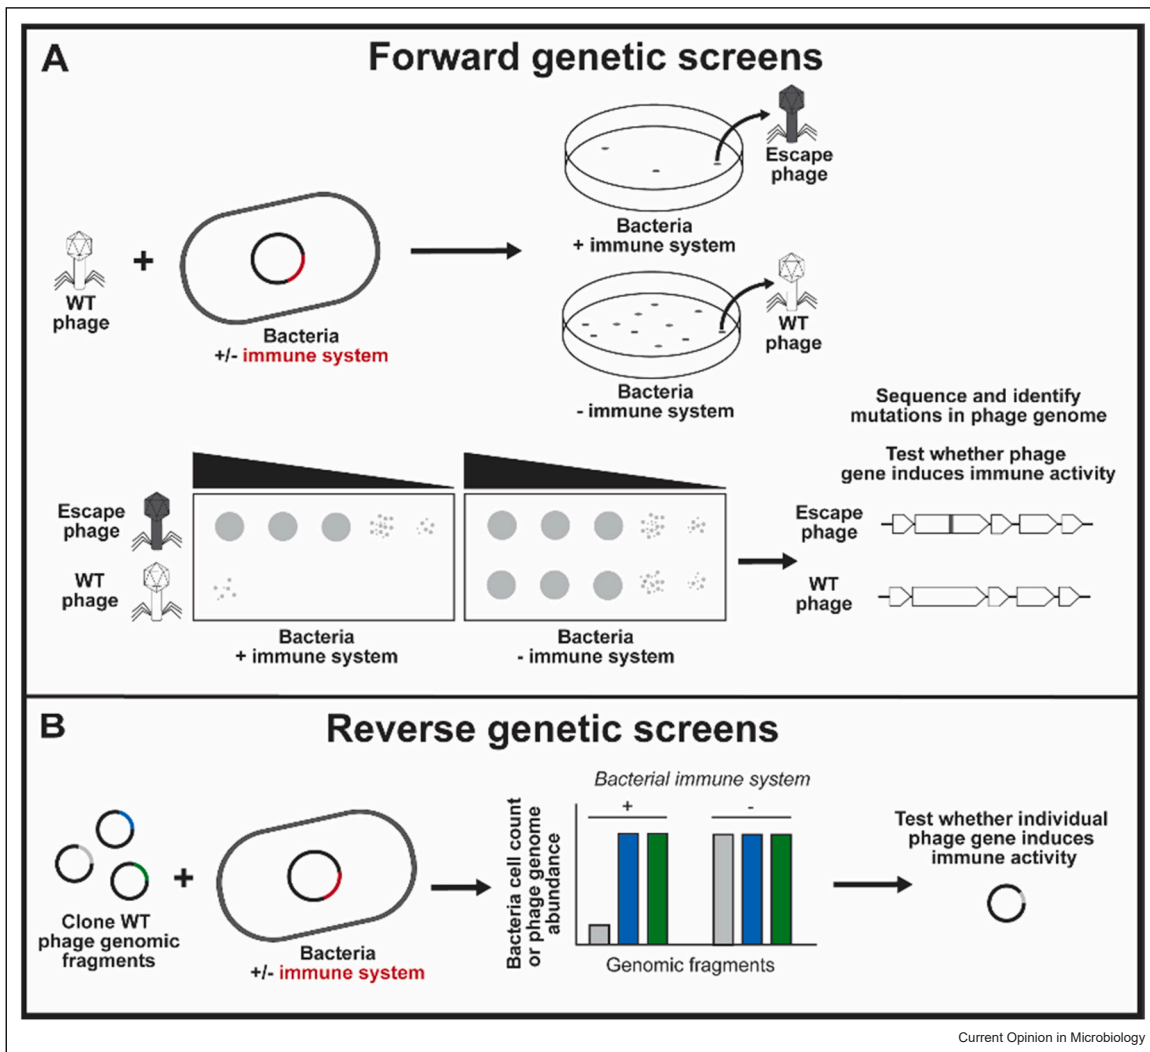 A
Forward genetic screens
WT
phage
+
Bacteria
+/- immune system
Bacteria
+ immune system
Escape
phage
Bacteria
- immune system
WT
phage
Escape
phage
WT
phage
Bacteria
+ immune system
Bacteria
- immune system
Sequence and identify
mutations in phage genome
Test whether phage
gene induces immune activity
Escape
phage
WT
phage
B
Reverse genetic screens
Clone WT
phage genomic
fragments
+
Bacteria
+/- immune system
Bacteria cell count
or phage genome
abundance
Bacterial immune system
+
-
Genomic fragments
Test whether individual
phage gene induces
immune activity
Current Opinion in Microbiology